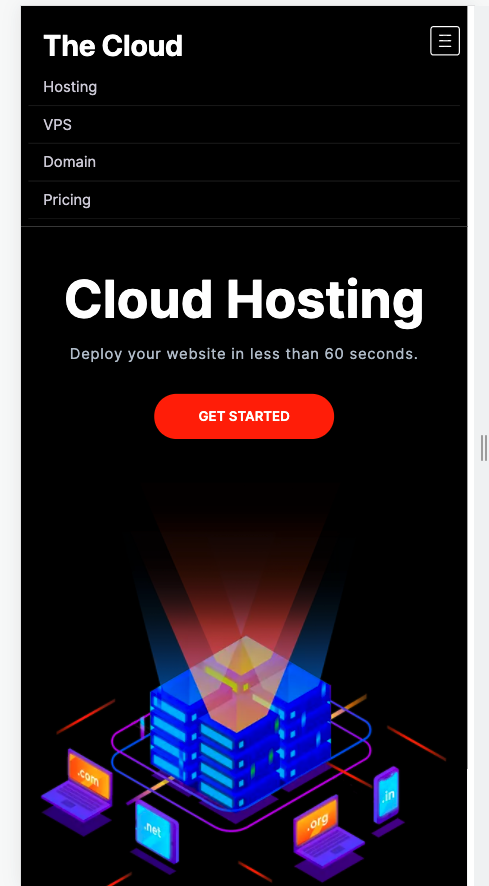 The Cloud
Hosting
VPS
Domain
Pricing
Cloud Hosting
Deploy your website in less than 60 seconds.
GET STARTED
.com
.net
.org
.in